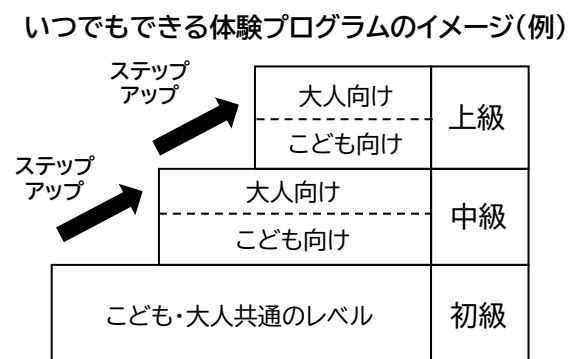 いつでもできる体験プログラムのイメージ（例）
ステップ
アップ
大人向け
こども向け
上級
ステップ
アップ
大人向け
こども向け
中級
こども・大人共通のレベル
初級